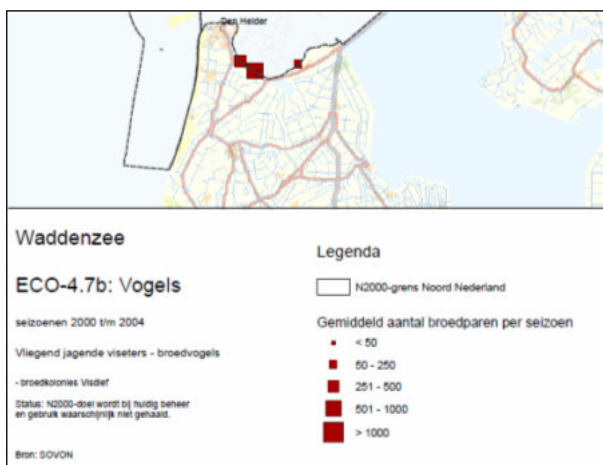 Den Helder
Waddenzee
ECO-4.7b: Vogels
seizoenen 2000 t/m 2004
Vliegend jagende viseters - broedvogels
- broedkolonies Visdief
Status: N2000-doel wordt bij huidig beheer
en gebruik waarschijnlijk niet gehaald.
Bron: SOVON
Legenda
N2000-grens Noord Nederland
Gemiddeld aantal broedparen per seizoen
< 50
50 - 250
251 - 500
501 - 1000
> 1000